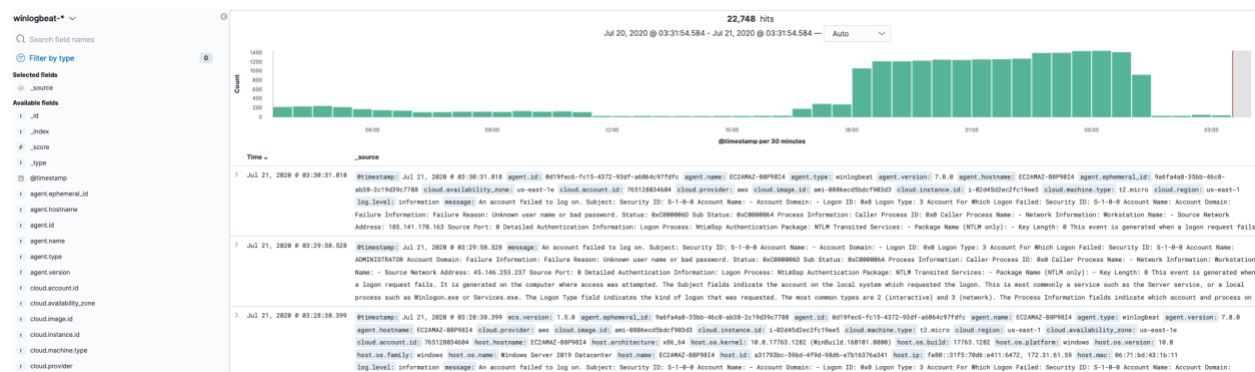 winlogbeat-*
Search field names
Filter by type 0
Selected fields
_source
Available fields
_id
_index
_score
_type
@timestamp
agent.ephemeral_id
agent.hostname
agent.id
agent.name
agent.type
agent.version
cloud.account.id
cloud.availability_zone
cloud.image.id
cloud.instance.id
cloud.machine.type
cloud.provider
22,748 hits
Jul 20, 2020 @ 03:31:54.584 - Jul 21, 2020 @ 03:31:54.584 — Auto
Count
1400
1200
1000
800
600
400
200
0
06:00 09:00 12:00 15:00 18:00 21:00 00:00 03:00
@timestamp per 30 minutes
Time _source
Jul 21, 2020 @ 03:30:31.818 @timestamp: Jul 21, 2020 @ 03:30:31.818 agent.id: 0d19fec6-fc15-4372-93df-a6064c97fdfc agent.name: EC2AMAZ-B8P98I4 agent.type: winlogbeat agent.version: 7.8.0 agent.hostname: EC2AMAZ-B8P98I4 agent.ephemeral_id: 9a6fa4a8-35bb-46c8-
ab38-2c19d39c7788 cloud.availability_zone: us-east-1e cloud.account.id: 765128034604 cloud.provider: aws cloud.image.id: ami-0886ecd5bdcf903d3 cloud.instance.id: i-02d45d2ec2fc19ee5 cloud.machine.type: t2.micro cloud.region: us-east-1
log.level: information message: An account failed to log on. Subject: Security ID: S-1-0-0 Account Name: - Account Domain: - Logon ID: 0x0 Logon Type: 3 Account For Which Logon Failed: Security ID: S-1-0-0 Account Name: Account Domain:
Failure Information: Failure Reason: Unknown user name or bad password. Status: 0xC000006D Sub Status: 0xC0000064 Process Information: Caller Process ID: 0x0 Caller Process Name: - Network Information: Workstation Name: - Source Network
Address: 185.141.170.163 Source Port: 0 Detailed Authentication Information: Logon Process: NtLmSsp Authentication Package: NTLM Transited Services: - Package Name (NTLM only): - Key Length: 0 This event is generated when a logon request fails
Jul 21, 2020 @ 03:29:58.528 @timestamp: Jul 21, 2020 @ 03:29:58.528 message: An account failed to log on. Subject: Security ID: S-1-0-0 Account Name: - Account Domain: - Logon ID: 0x0 Logon Type: 3 Account For Which Logon Failed: Security ID: S-1-0-0 Account Name:
ADMINISTRATOR Account Domain: Failure Information: Failure Reason: Unknown user name or bad password. Status: 0xC000006D Sub Status: 0xC000006A Process Information: Caller Process ID: 0x0 Caller Process Name: - Network Information: Workstation
Name: - Source Network Address: 45.146.253.237 Source Port: 0 Detailed Authentication Information: Logon Process: NtLmSsp Authentication Package: NTLM Transited Services: - Package Name (NTLM only): - Key Length: 0 This event is generated when
a logon request fails. It is generated on the computer where access was attempted. The Subject fields indicate the account on the local system which requested the logon. This is most commonly a service such as the Server service, or a local
process such as Winlogon.exe or Services.exe. The Logon Type field indicates the kind of logon that was requested. The most common types are 2 (interactive) and 3 (network). The Process Information fields indicate which account and process on
Jul 21, 2020 @ 03:28:38.399 @timestamp: Jul 21, 2020 @ 03:28:38.399 ecs.version: 1.5.0 agent.ephemeral_id: 9a6fa4a8-35bb-46c8-ab38-2c19d39c7788 agent.id: 0d19fec6-fc15-4372-93df-a6064c97fdfc agent.name: EC2AMAZ-B8P98I4 agent.type: winlogbeat agent.version: 7.8.0
agent.hostname: EC2AMAZ-B8P98I4 cloud.provider: aws cloud.image.id: ami-0886ecd5bdcf903d3 cloud.instance.id: i-02d45d2ec2fc19ee5 cloud.machine.type: t2.micro cloud.region: us-east-1 cloud.availability_zone: us-east-1e
cloud.account.id: 765128034604 host.hostname: EC2AMAZ-B8P98I4 host.architecture: x86_64 host.os.kernel: 10.0.17763.1282 (WinBuild.160101.0800) host.os.build: 17763.1282 host.os.platform: windows host.os.version: 10.0
host.os.family: windows host.os.name: Windows Server 2019 Datacenter host.name: EC2AMAZ-B8P98I4 host.id: a31793bc-59bd-4f9d-98d6-e7b16376a341 host.ip: fe80::31f5:70d6:e411:6472, 172.31.61.59 host.mac: 06:71:bd:43:1b:11
log.level: information message: An account failed to log on. Subject: Security ID: S-1-0-0 Account Name: - Account Domain: - Logon ID: 0x0 Logon Type: 3 Account For Which Logon Failed: Security ID: S-1-0-0 Account Name: Account Domain: